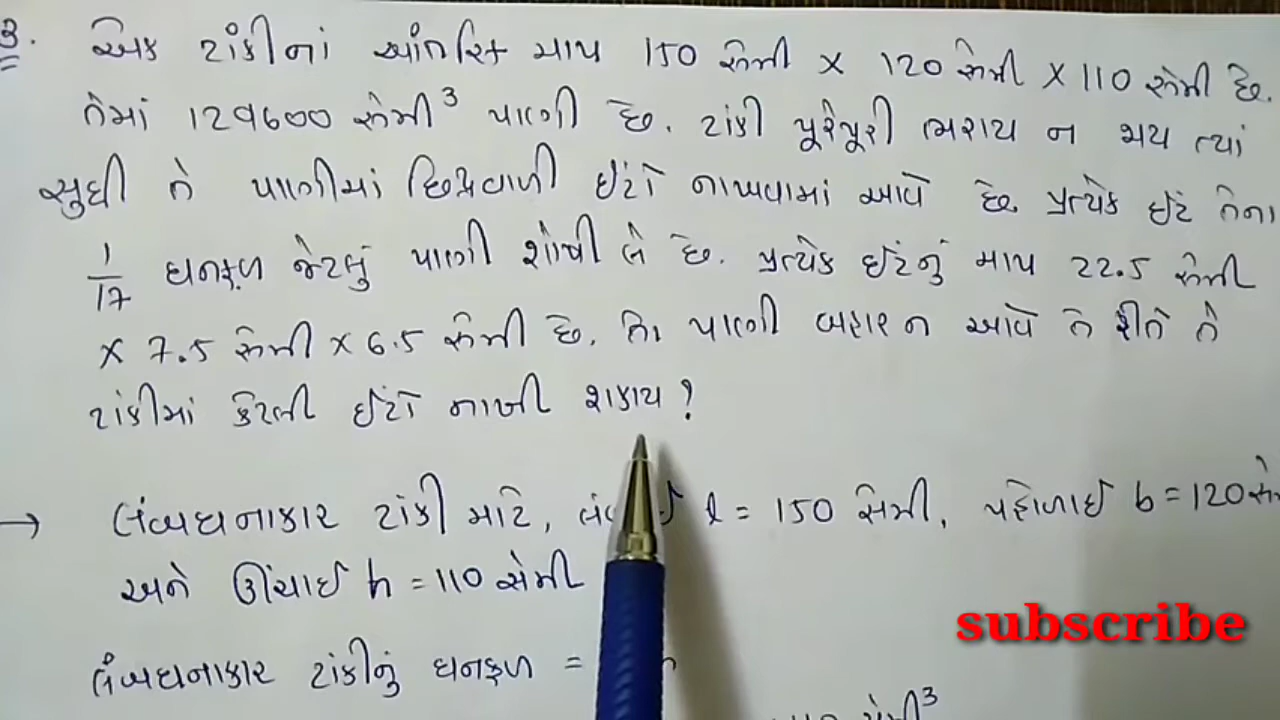 3. એક ટાંકીનાં આંતરિક માપ 150 સેમી × 120 સેમી × 110 સેમી છે.
તેમાં 129600 સેમી³ પાણી છે. ટાંકી પૂરેપૂરી ભરાય ન જાય ત્યાં
સુધી તે પાણીમાં છિદ્રવાળી ઈંટો નાખવામાં આવે છે. પ્રત્યેક ઈંટ તેના
1/17 ઘનફળ જેટલું પાણી શોષી લે છે. પ્રત્યેક ઈંટનું માપ 22.5 સેમી
× 7.5 સેમી × 6.5 સેમી છે. તો પાણી બહાર ન આવે તે રીતે તે
ટાંકીમાં કેટલી ઈંટો નાખી શકાય ?
→ લંબઘનાકાર ટાંકી માટે, l = 150 સેમી, પહોળાઈ b = 120
અને ઊંચાઈ h = 110 સેમી
subscribe
લંબઘનાકાર ટાંકીનું ઘનફળ =
સેમી³